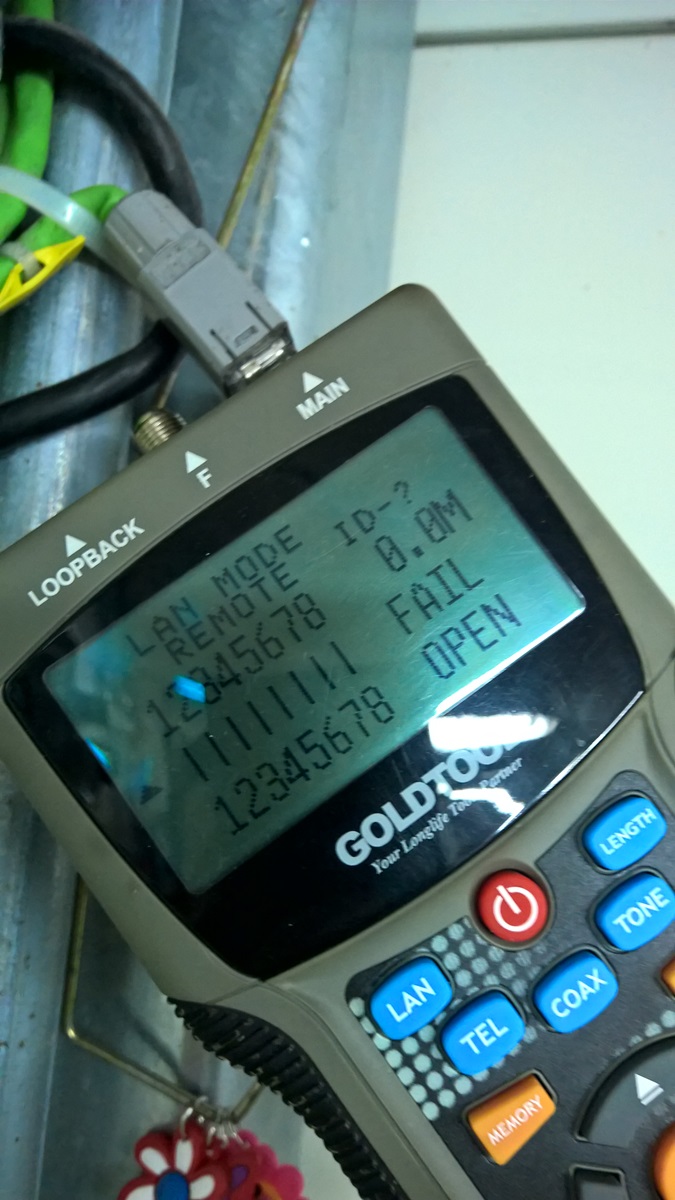 MAIN
F
LOOPBACK
LAN MODE ID-?
REMOTE 0.0M
12345678 FAIL
|||||||| OPEN
12345678
GOLDTOOL
Your Longlife Tools Partner
LENGTH
TONE
LAN
TEL
COAX
MEMORY